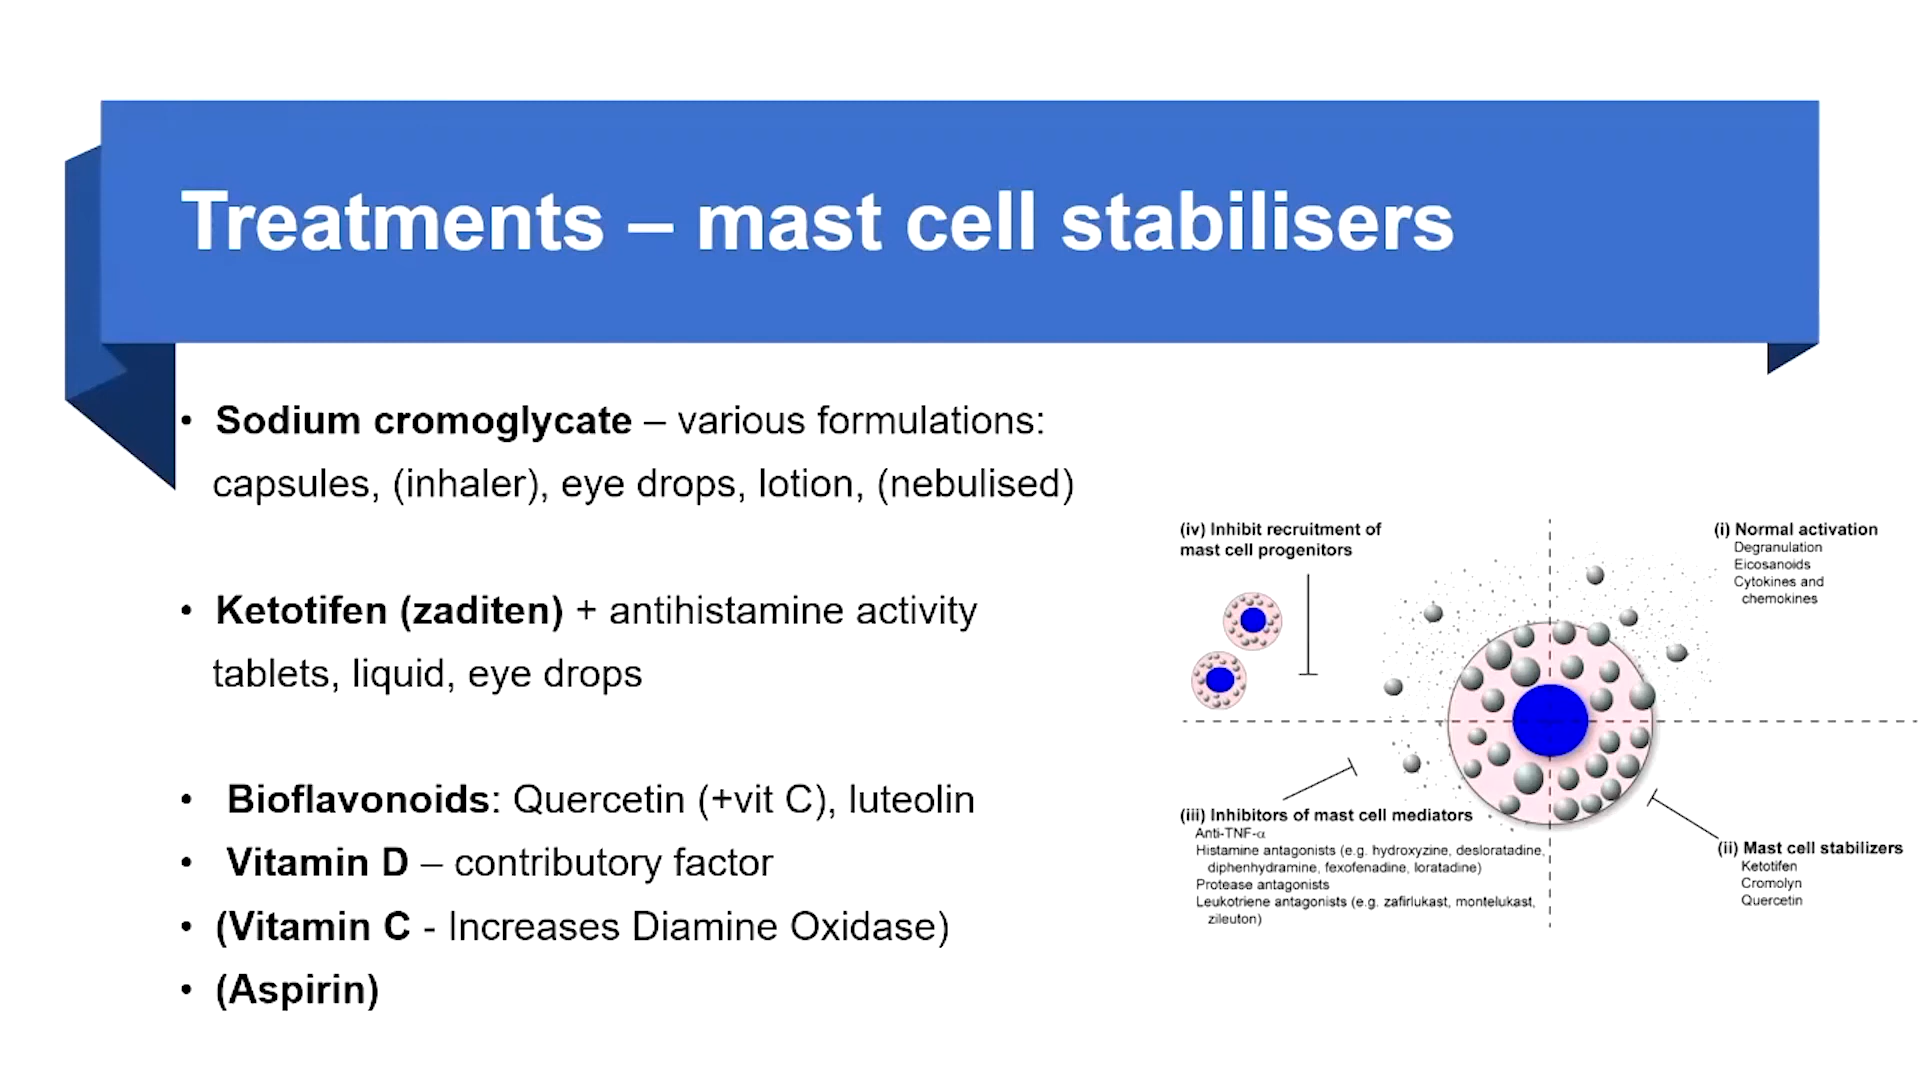 Treatments – mast cell stabilisers
• Sodium cromoglycate – various formulations:
capsules, (inhaler), eye drops, lotion, (nebulised)
• Ketotifen (zaditen) + antihistamine activity
tablets, liquid, eye drops
• Bioflavonoids: Quercetin (+vit C), luteolin
• Vitamin D – contributory factor
• (Vitamin C - Increases Diamine Oxidase)
• (Aspirin)
(iv) Inhibit recruitment of
mast cell progenitors
(i) Normal activation
Degranulation
Eicosanoids
Cytokines and
chemokines
(iii) Inhibitors of mast cell mediators
Anti-TNF-α
Histamine antagonists (e.g. hydroxyzine, desloratadine,
diphenhydramine, fexofenadine, loratadine)
Protease antagonists
Leukotriene antagonists (e.g. zafirlukast, montelukast,
zileuton)
(ii) Mast cell stabilizers
Ketotifen
Cromolyn
Quercetin